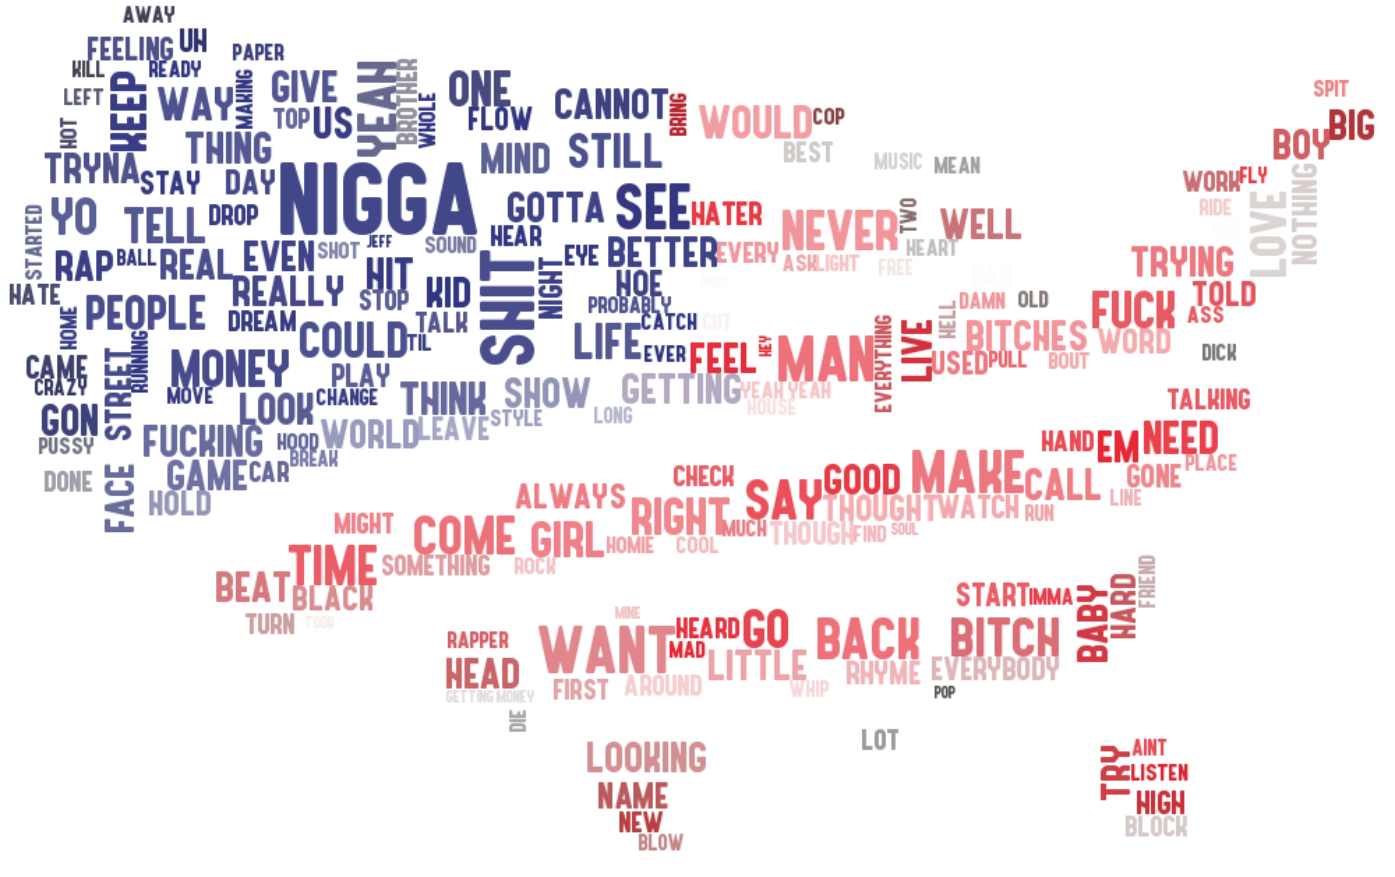 AWAY
FEELING UH
PAPER
KILL READY
LEFT KEEP WAY MAKING GIVE YEAH BROTHER ONE CANNOT BRING WOULD COP
TOP US WHOLE FLOW
HOT THING MIND STILL BEST MUSIC MEAN
TRYNA STAY DAY NIGGA
YO TELL DROP GOTTA SEE HATER NEVER TWO WELL
STARTED HEAR
RAP BALL REAL EVEN SHOT JEFF SOUND EYE BETTER EVERY HEART
ASK LIGHT FREE
HATE REALLY HIT STOP KID SHIT NIGHT HOE
HOME PEOPLE DREAM TALK PROBABLY DAMN OLD HELL
COULD TIL LIFE CATCH CUT BITCHES
CAME STREET RUNNING MONEY PLAY EVER FEEL HEY MAN EVERYTHING LIVE USED PULL BOUT WORD
CRAZY MOVE CHANGE THINK SHOW GETTING YEAH YEAH
GON LOOK STYLE LONG HOUSE
PUSSY FUCKING HOOD WORLD LEAVE
BREAK
DONE FACE GAME CAR
HOLD
SPIT
BIG
BOY
WORK FLY
RIDE LOVE NOTHING
TRYING
FUCK TOLD
ASS
DICK
TALKING
HAND EM NEED
CHECK GOOD MAKE CALL GONE PLACE
ALWAYS SAY THOUGHT WATCH RUN LINE
MIGHT COME GIRL RIGHT MUCH THOUGH FIND SOUL
TIME SOMETHING HOMIE COOL
ROCK
BEAT BLACK
TURN TOOK
START IMMA BABY HARD FRIEND
MINE
RAPPER WANT HEARD GO BACK BITCH
HEAD MAD LITTLE RHYME EVERYBODY
GETTING MONEY FIRST AROUND WHIP POP
DIE
LOT
LOOKING
NAME
NEW
BLOW
TRY AINT
LISTEN
HIGH
BLOCK